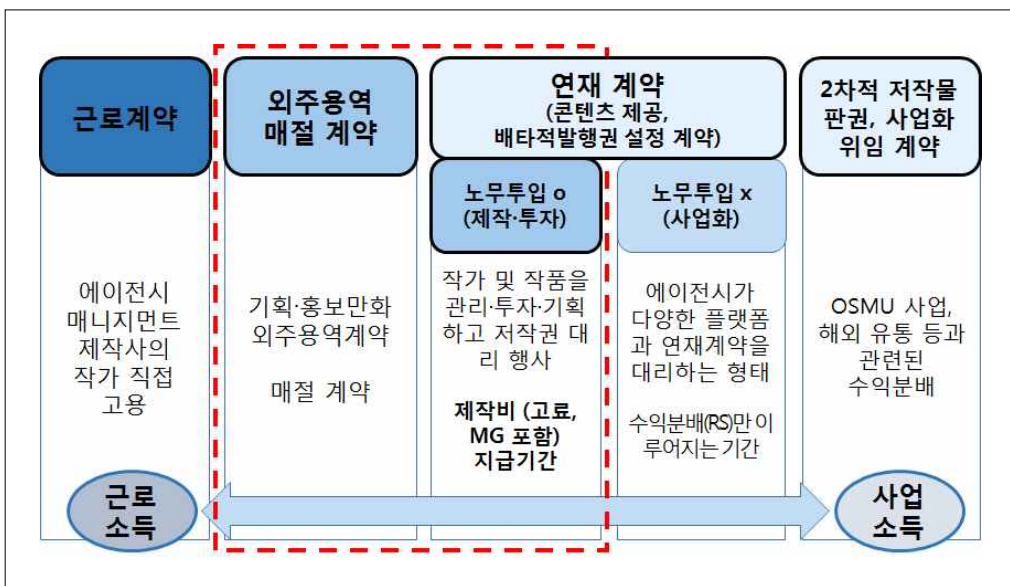 근로계약
외주용역
매절 계약
연재 계약
(콘텐츠 제공,
배타적발행권 설정 계약)
2차적 저작물
판권, 사업화
위임 계약
노무투입 o
(제작·투자)
노무투입 x
(사업화)
에이전시
매니지먼트
제작사의
작가 직접
고용
기획·홍보만화
외주용역계약
매절 계약
작가 및 작품을
관리·투자·기획
하고 저작권 대
리 행사
제작비 (고료,
MG 포함)
지급기간
에이전시가
다양한 플랫폼
과 연재계약을
대리하는 형태
수익분배(RS)만 이
루어지는 기간
OSMU 사업,
해외 유통 등과
관련된
수익분배
근로
소득
사업
소득